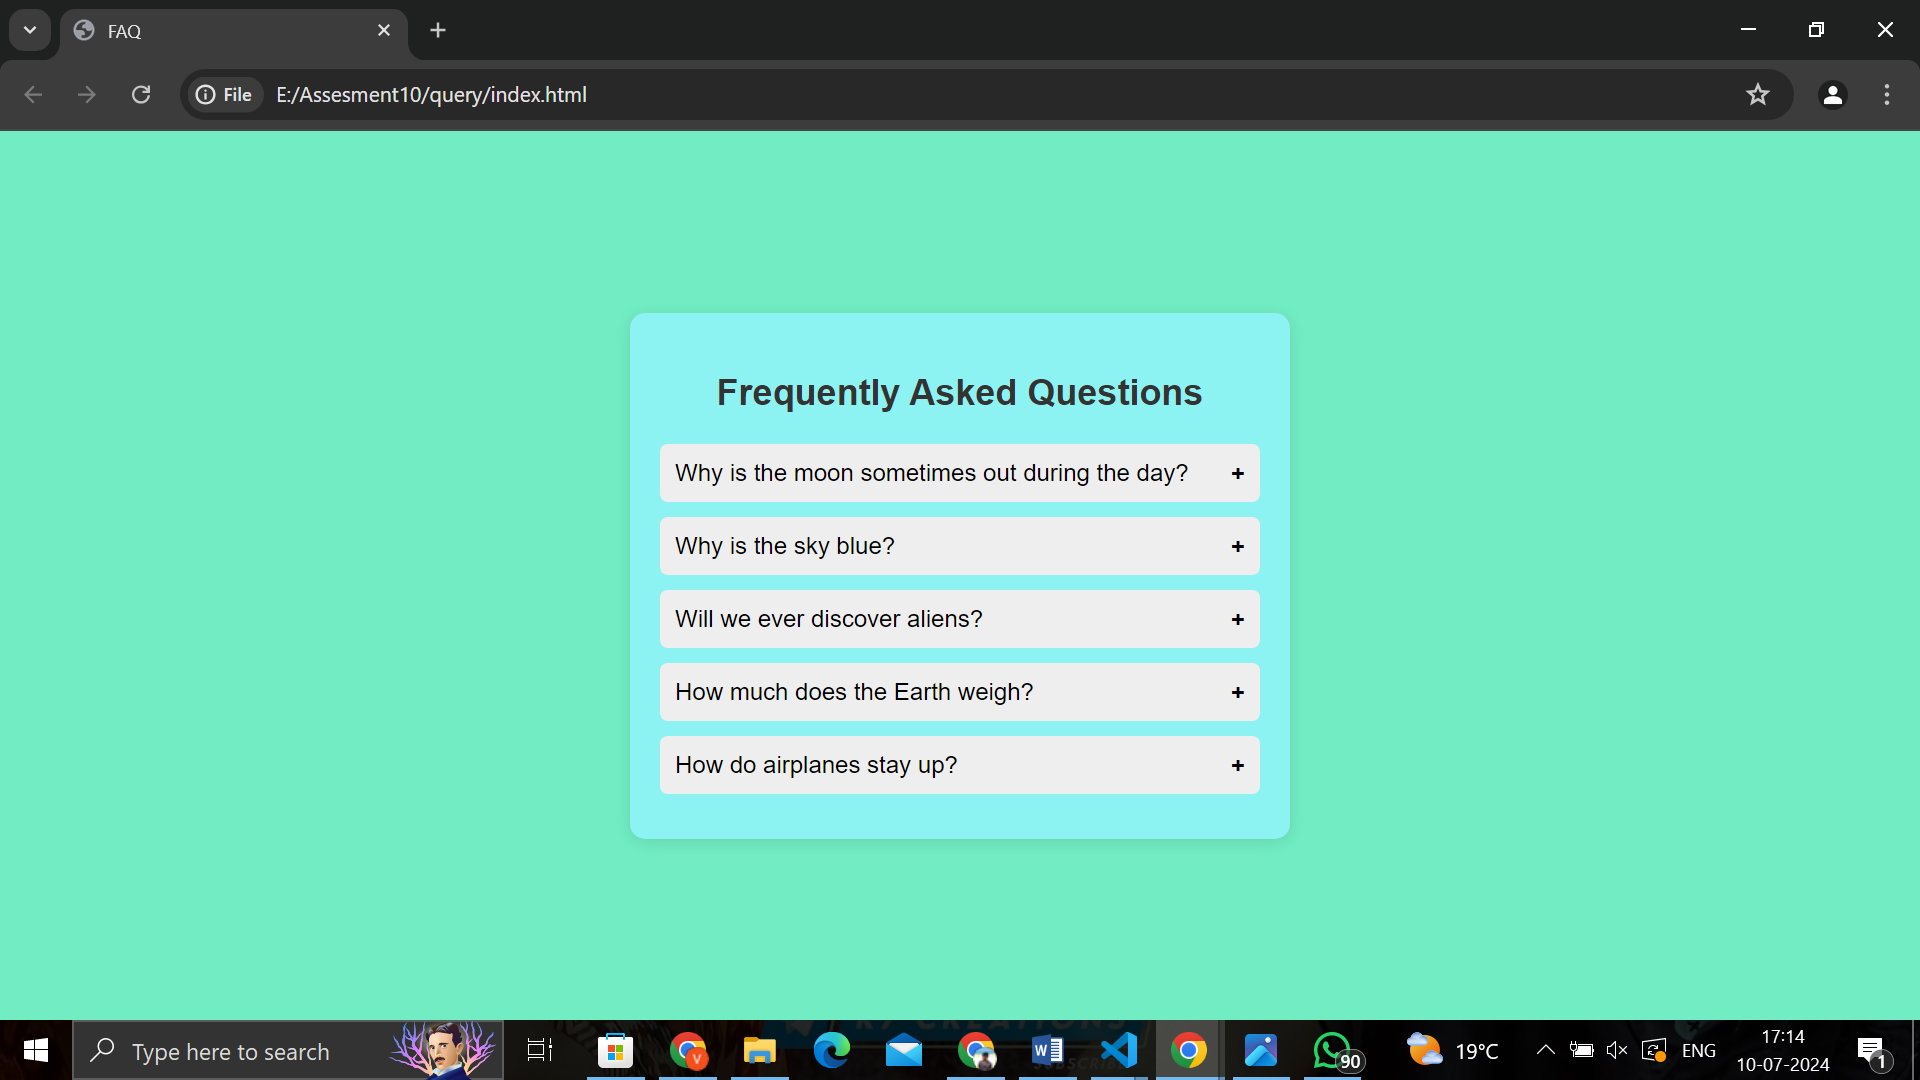 FAQ
File E:/Assesment10/query/index.html
Frequently Asked Questions
Why is the moon sometimes out during the day? +
Why is the sky blue? +
Will we ever discover aliens? +
How much does the Earth weigh? +
How do airplanes stay up? +
CREATIONS
Type here to search
V
W
90
19°C
ENG
17:14
10-07-2024
1